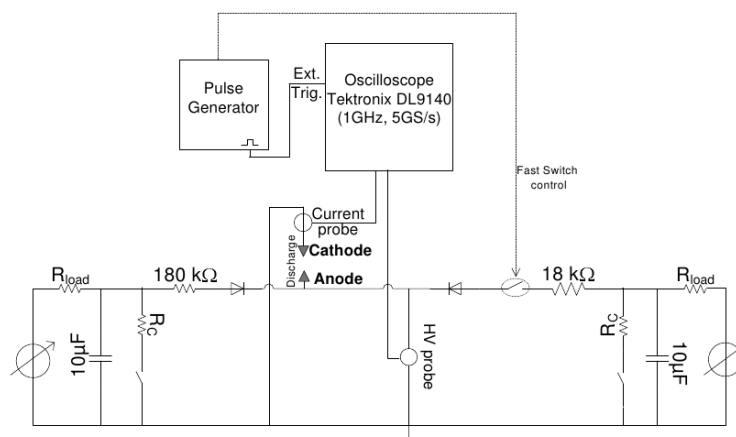 Pulse
Generator
Ext.
Trig.
Oscilloscope
Tektronix DL9140
(1GHz, 5GS/s)
Fast Switch
control
Current
probe
Discharge
Cathode
Anode
Rload
180 kΩ
18 kΩ
Rload
RC
10µF
HV probe
RC
10µF